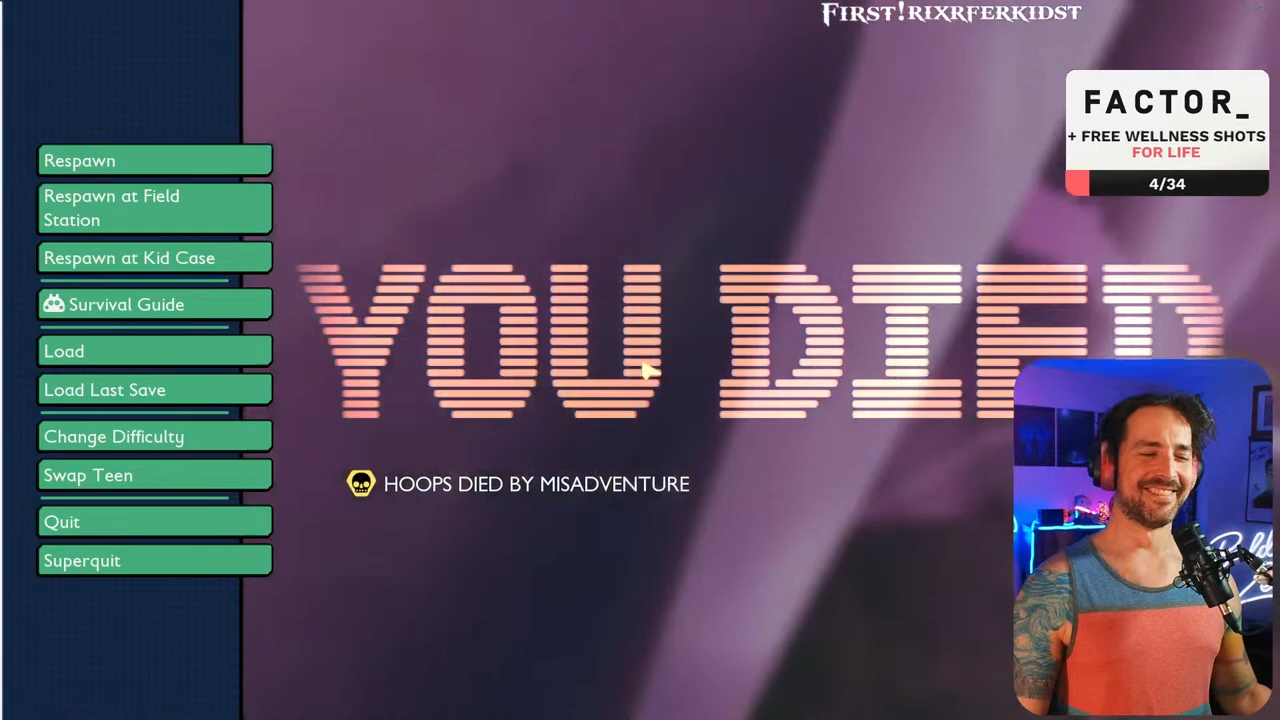 First!rixrferkidst
FACTOR_
+ FREE WELLNESS SHOTS
FOR LIFE
4/34
Respawn
Respawn at Field
Station
Respawn at Kid Case
Survival Guide
Load
Load Last Save
Change Difficulty
Swap Teen
Quit
Superquit
YOU DIED
HOOPS DIED BY MISADVENTURE